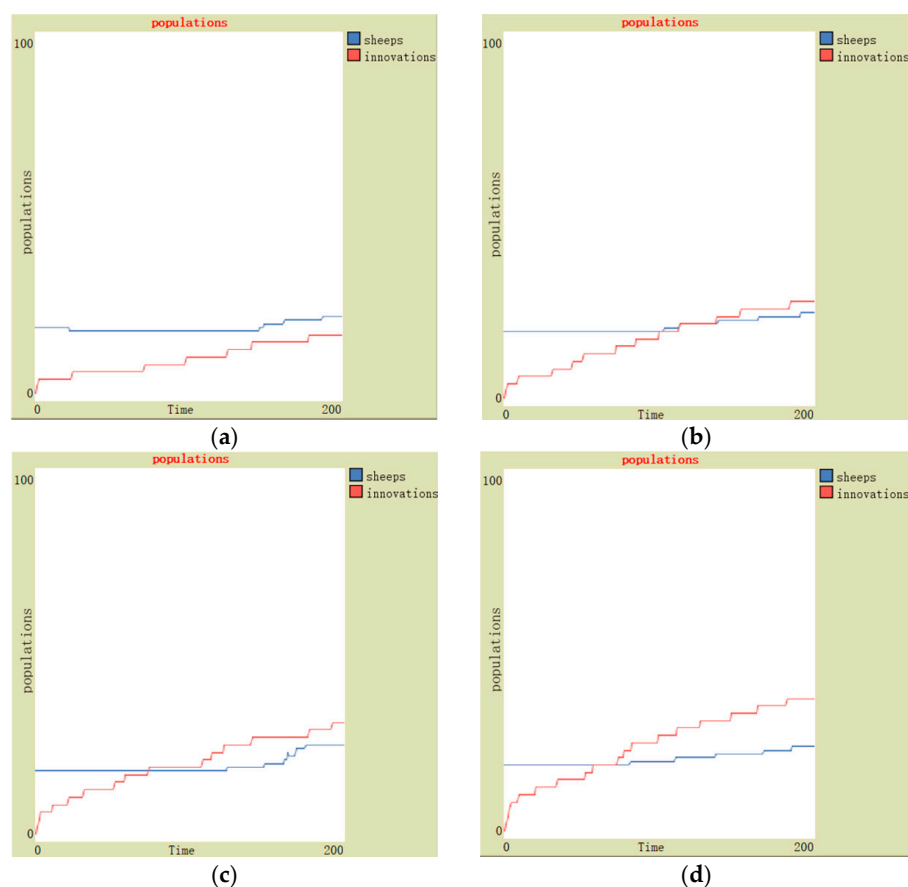 populations
100
sheeps
innovations
populations
0
0
Time
200
(a)
populations
100
sheeps
innovations
populations
0
0
Time
200
(b)
populations
100
sheeps
innovations
populations
0
0
Time
200
(c)
populations
100
sheeps
innovations
populations
0
0
Time
200
(d)